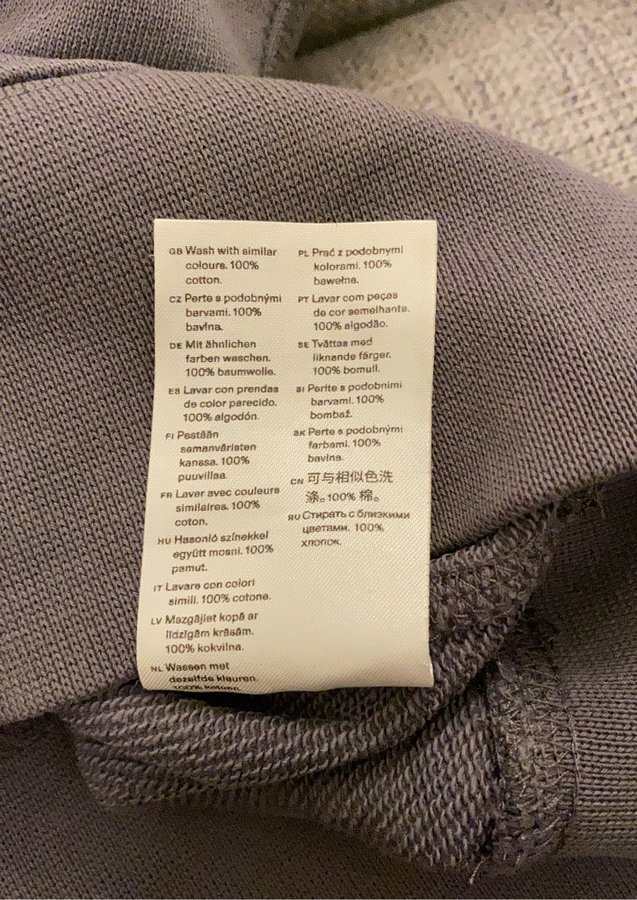 GB Wash with similar
colours. 100%
cotton.
CZ Perte s podobnými
barvami. 100%
bavlna.
DE Mit ähnlichen
farben waschen.
100% baumwolle.
ES Lavar con prendas
de color parecido.
100% algodón.
FI Pestään
samanväristen
kanssa. 100%
puuvillaa.
FR Laver avec couleurs
similaires. 100%
coton.
HU Hasonló színekkel
együtt mosni. 100%
pamut.
IT Lavare con colori
simili. 100% cotone.
LV Mazgājiet kopā ar
līdzīgām krāsām.
100% kokvilna.
NL Wassen met
dezelfde kleuren.
100% katoen.
PL Prać z podobnymi
kolorami. 100%
bawełna.
PT Lavar com peças
de cor semelhante.
100% algodão.
SE Tvättas med
liknande färger.
100% bomull.
SI Perite s podobnimi
barvami. 100%
bombaž.
SK Perte s podobnými
farbami. 100%
bavlna.
CN 可与相似色洗
涤。100% 棉。
RU Стирать с близкими
цветами. 100%
хлопок.